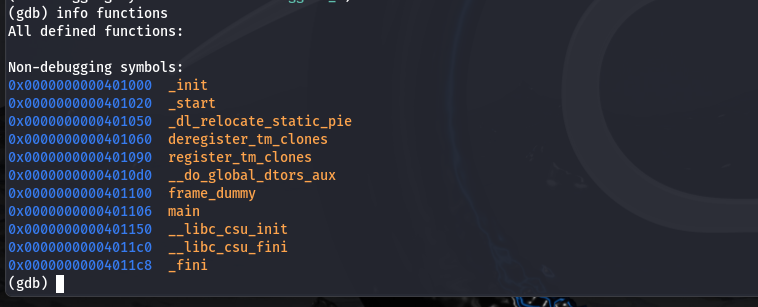 (gdb) info functions
All defined functions:
Non-debugging symbols:
0x0000000000401000  _init
0x0000000000401020  _start
0x0000000000401050  _dl_relocate_static_pie
0x0000000000401060  deregister_tm_clones
0x0000000000401090  register_tm_clones
0x00000000004010d0  __do_global_dtors_aux
0x0000000000401100  frame_dummy
0x0000000000401106  main
0x0000000000401150  __libc_csu_init
0x00000000004011c0  __libc_csu_fini
0x00000000004011c8  _fini
(gdb)